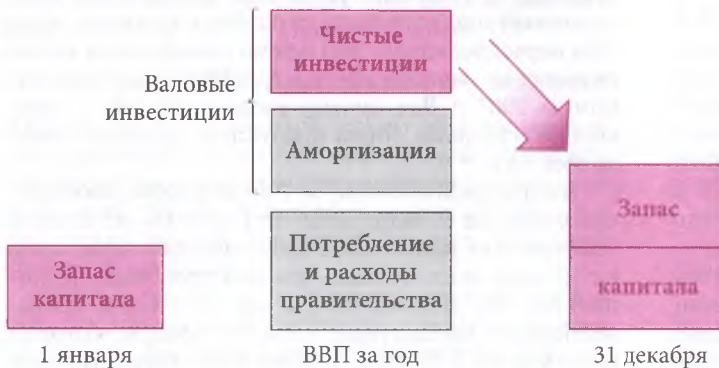 Чистые
инвестиции
Валовые
инвестиции
Амортизация
Потребление
и расходы
правительства
Запас
капитала
Запас
капитала
1 января
ВВП за год
31 декабря